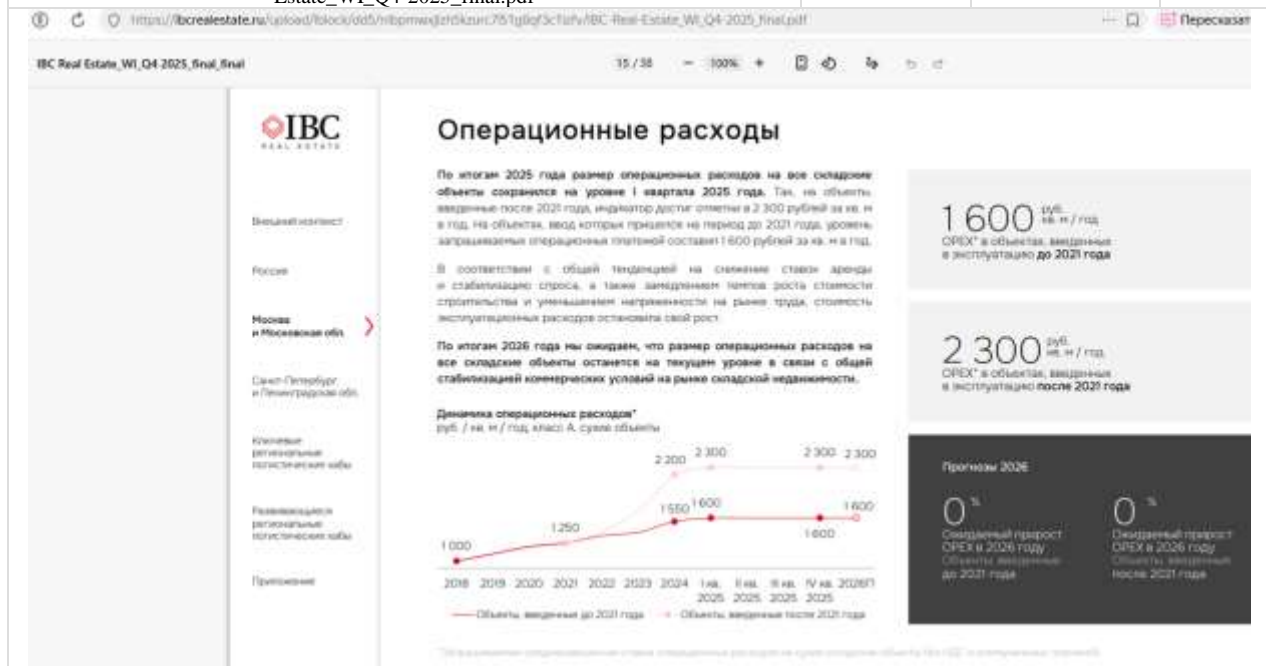 Estate_WI_Q4-2025_final.pdf
Пересказат
IBC Real Estate_WI_Q4-2025_final_final
15 / 38
100%
IBC
REAL ESTATE
Внешний контекст
Россия
Москва
и Московская обл.
Санкт-Петербург
и Ленинградская обл.
Ключевые
региональные
логистические хабы
Развивающиеся
региональные
логистические хабы
Приложение
Операционные расходы
По итогам 2025 года размер операционных расходов на все складские
объекты сохранился на уровне I квартала 2025 года. Так, на объекты,
введенные после 2021 года, индикатор достиг отметки в 2 300 рублей за кв. м
в год. На объектах, ввод которых пришелся на период до 2021 года, уровень
запрашиваемых операционных платежей составил 1 600 рублей за кв. м в год.
В соответствии с общей тенденцией на снижение ставок аренды
и стабилизацию спроса, а также замедлением темпов роста стоимости
строительства и уменьшением напряженности на рынке труда, стоимость
эксплуатационных расходов остановила свой рост.
По итогам 2026 года мы ожидаем, что размер операционных расходов на
все складские объекты останется на текущем уровне в связи с общей
стабилизацией коммерческих условий на рынке складской недвижимости.
Динамика операционных расходов*
руб. / кв. м / год, класс А, сухие объекты
2 200 2 300 2 300 2 300
1 000 1 250 1 550 1 600 1 600 1 600
2018 2019 2020 2021 2022 2023 2024 I кв. II кв. III кв. IV кв. 2026П
2025 2025 2025 2025
Объекты, введенные до 2021 года Объекты, введенные после 2021 года
1 600 руб.
кв. м / год
OPEX* в объектах, введенных
в эксплуатацию до 2021 года
2 300 руб.
кв. м / год
OPEX* в объектах, введенных
в эксплуатацию после 2021 года
Прогнозы 2026
0 % 0 %
Ожидаемый прирост Ожидаемый прирост
OPEX в 2026 году OPEX в 2026 году
Объекты, введенные Объекты, введенные
до 2021 года после 2021 года